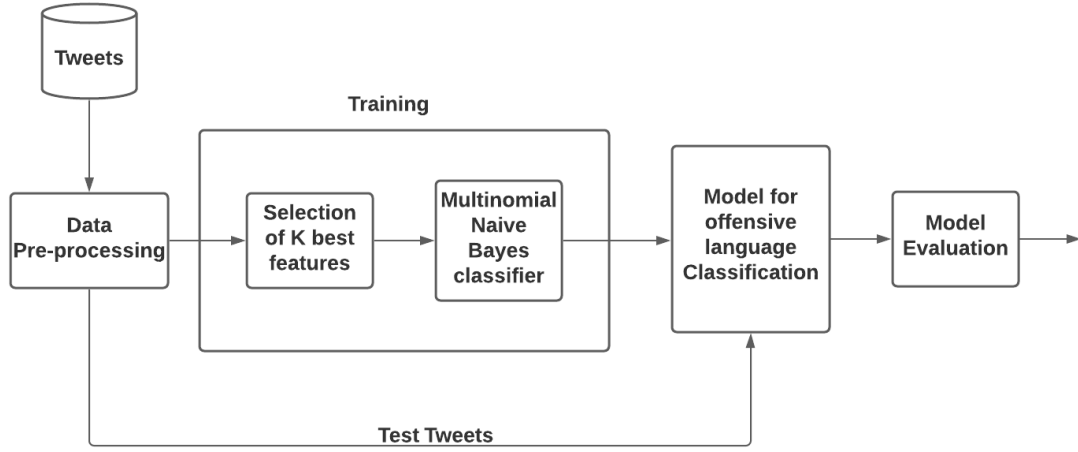 Tweets
Training
Data
Pre-processing
Selection
of K best
features
Multinomial
Naive
Bayes
classifier
Model for
offensive
language
Classification
Model
Evaluation
Test Tweets